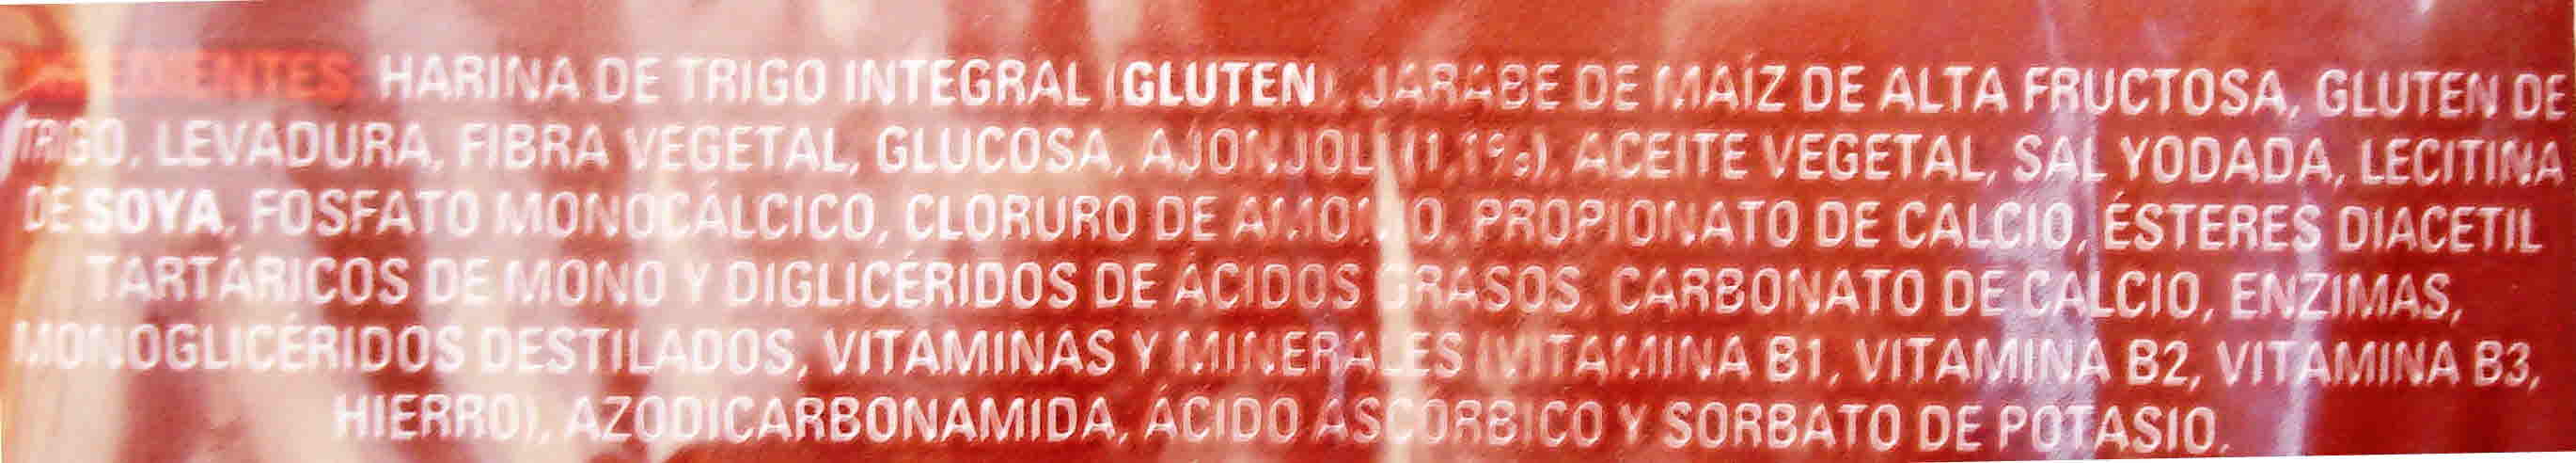 INGREDIENTES: HARINA DE TRIGO INTEGRAL (GLUTEN), JARABE DE MAÍZ DE ALTA FRUCTOSA, GLUTEN DE
TRIGO, LEVADURA, FIBRA VEGETAL, GLUCOSA, AJONJOLÍ (1,1%), ACEITE VEGETAL, SAL YODADA, LECITINA
DE SOYA, FOSFATO MONOCÁLCICO, CLORURO DE AMONIO, PROPIONATO DE CALCIO, ÉSTERES DIACETIL
TARTÁRICOS DE MONO Y DIGLICÉRIDOS DE ÁCIDOS GRASOS, CARBONATO DE CALCIO, ENZIMAS,
MONOGLICÉRIDOS DESTILADOS, VITAMINAS Y MINERALES (VITAMINA B1, VITAMINA B2, VITAMINA B3,
HIERRO), AZODICARBONAMIDA, ÁCIDO ASCÓRBICO Y SORBATO DE POTASIO.